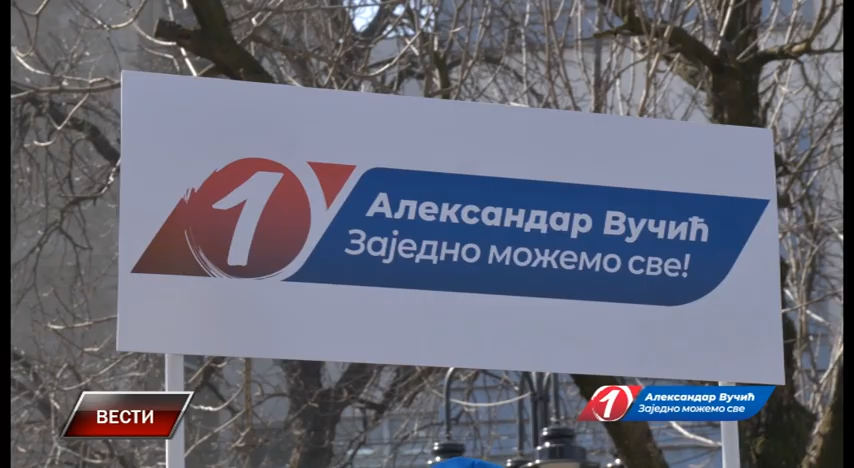 1
Александар Вучић
Заједно можемо све!
ВЕСТИ
1
Александар Вучић
Заједно можемо све